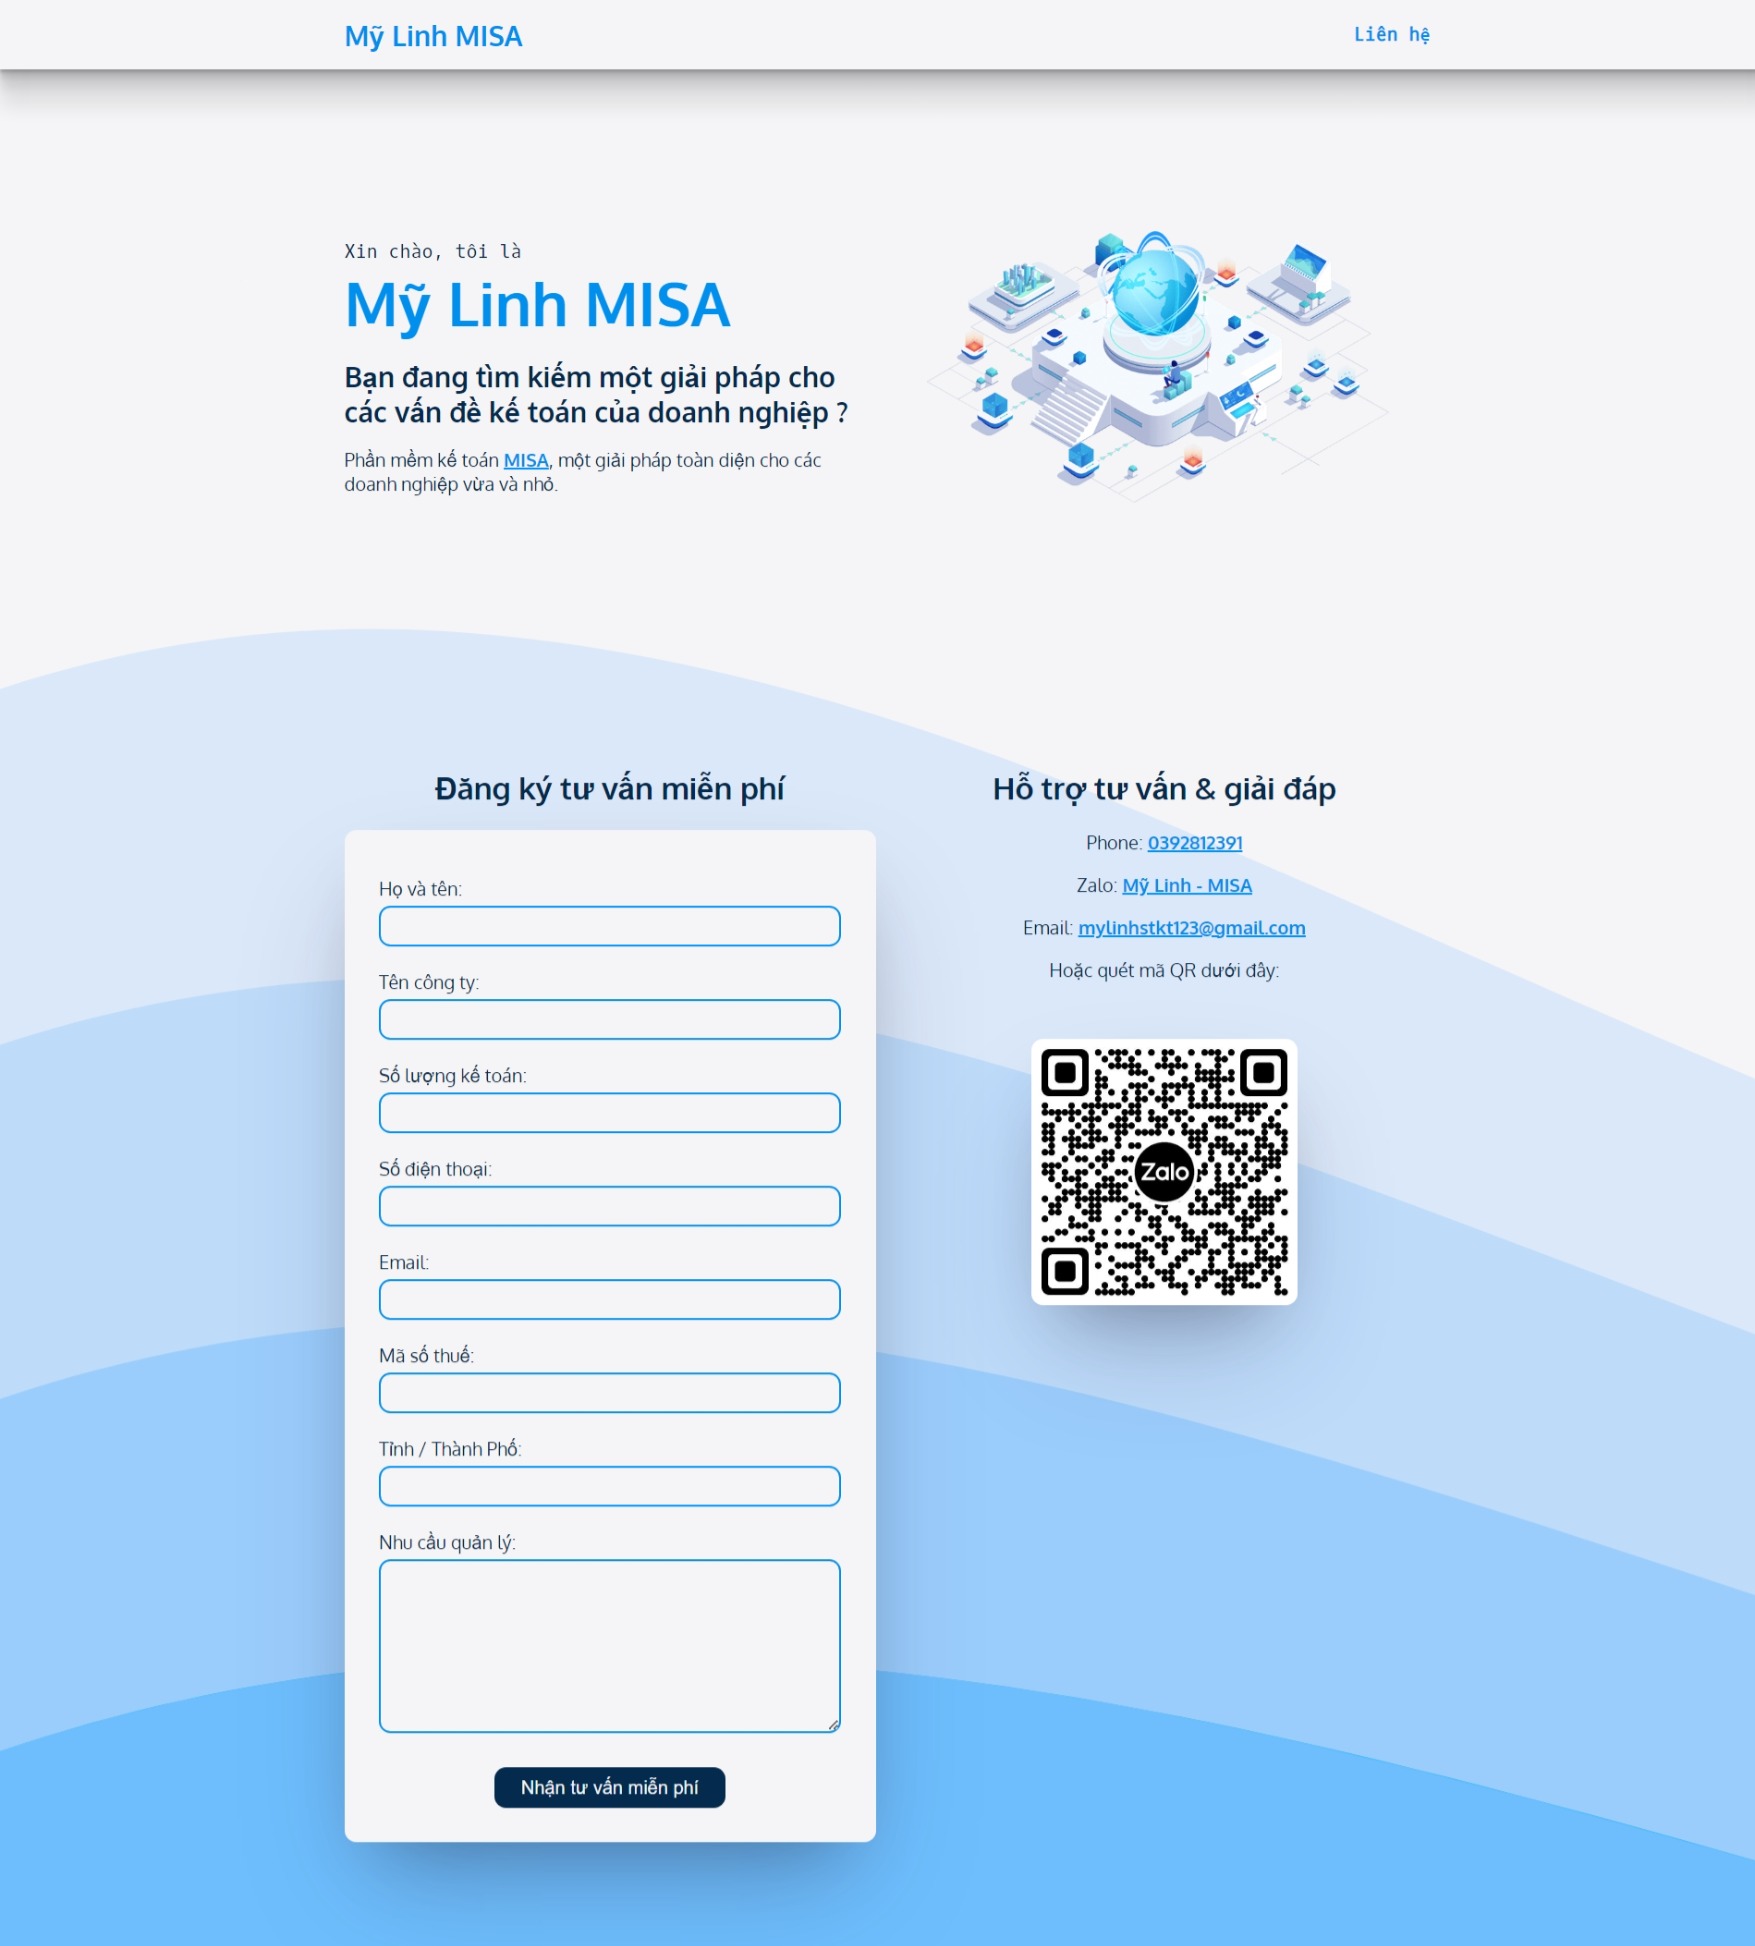 Mỹ Linh MISA
Liên hệ
Xin chào, tôi là
Mỹ Linh MISA
Bạn đang tìm kiếm một giải pháp cho
các vấn đề kế toán của doanh nghiệp ?
Phần mềm kế toán MISA, một giải pháp toàn diện cho các
doanh nghiệp vừa và nhỏ.
Đăng ký tư vấn miễn phí
Họ và tên:
Tên công ty:
Số lượng kế toán:
Số điện thoại:
Email:
Mã số thuế:
Tỉnh / Thành Phố:
Nhu cầu quản lý:
Nhận tư vấn miễn phí
Hỗ trợ tư vấn & giải đáp
Phone: 0392812391
Zalo: Mỹ Linh - MISA
Email: mylinhstkt123@gmail.com
Hoặc quét mã QR dưới đây:
Zalo